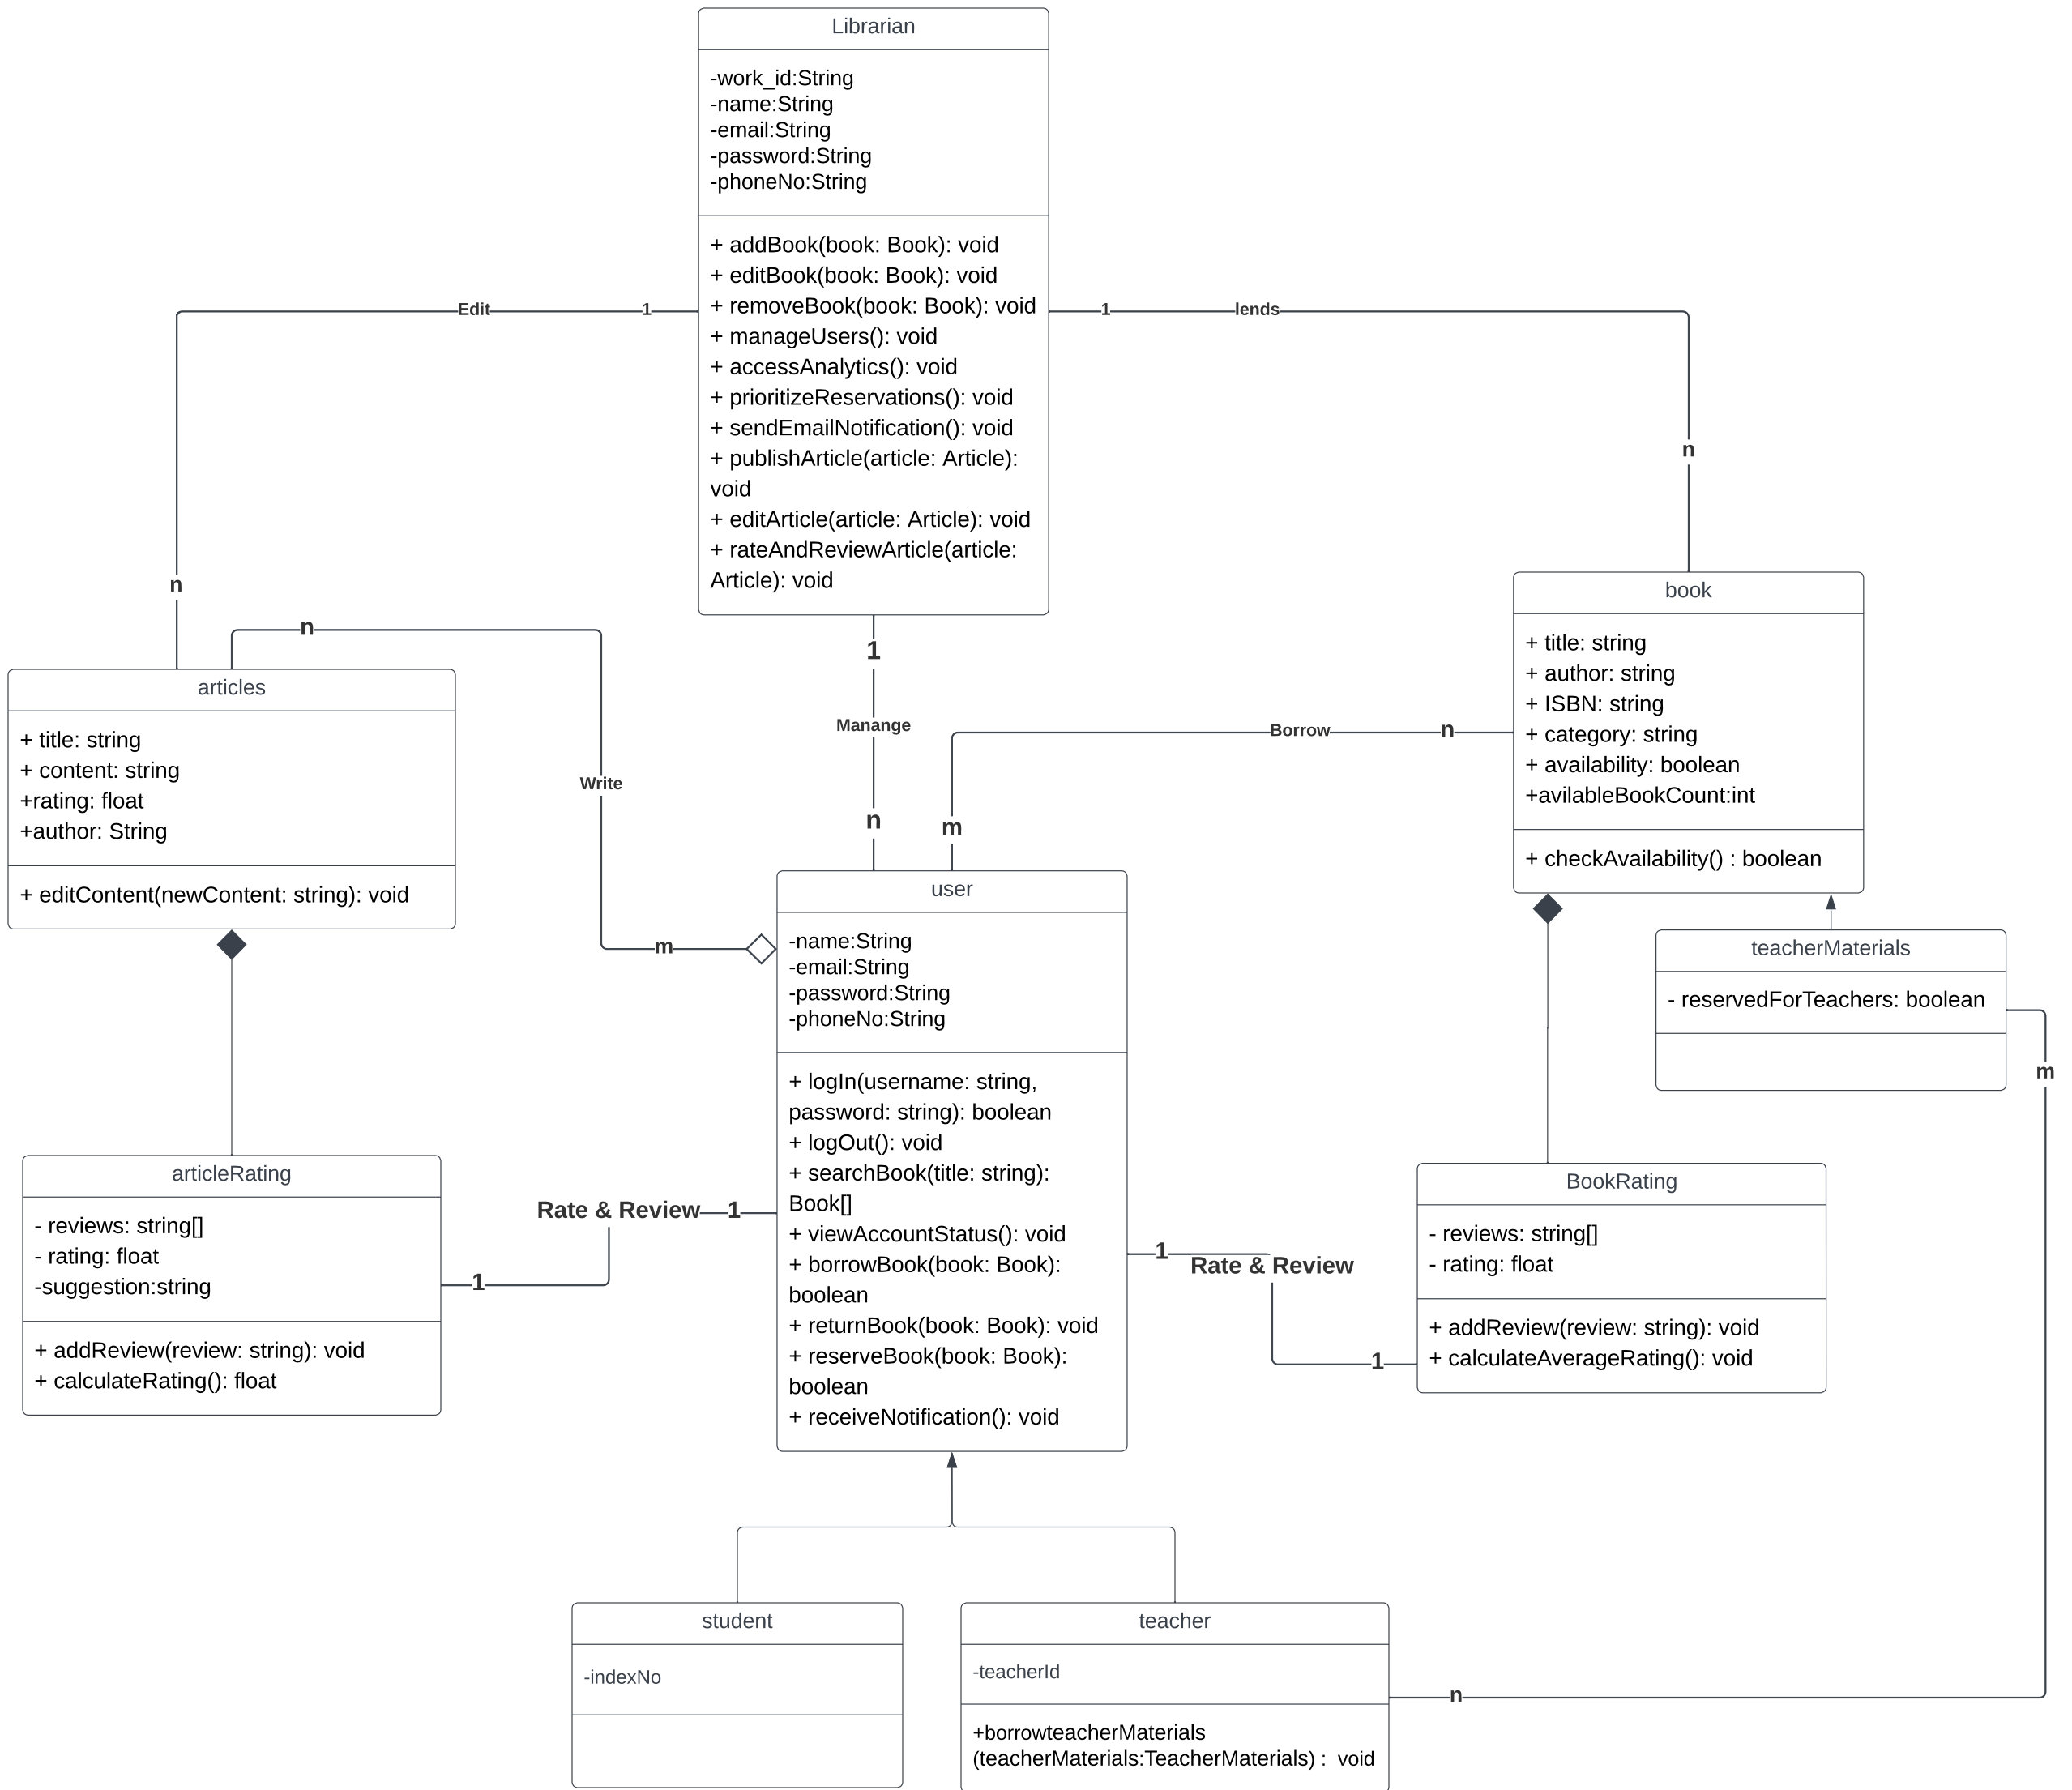 Librarian
-work_id:String
-name:String
-email:String
-password:String
-phoneNo:String
+ addBook(book: Book): void
+ editBook(book: Book): void
+ removeBook(book: Book): void
+ manageUsers(): void
+ accessAnalytics(): void
+ prioritizeReservations(): void
+ sendEmailNotification(): void
+ publishArticle(article: Article):
void
+ editArticle(article: Article): void
+ rateAndReviewArticle(article:
Article): void
Edit
1
n
1
lends
n
n
Write
m
1
Manange
n
Borrow
n
m
articles
+ title: string
+ content: string
+rating: float
+author: String
+ editContent(newContent: string): void
book
+ title: string
+ author: string
+ ISBN: string
+ category: string
+ availability: boolean
+avilableBookCount:int
+ checkAvailability() : boolean
user
-name:String
-email:String
-password:String
-phoneNo:String
+ logIn(username: string,
password: string): boolean
+ logOut(): void
+ searchBook(title: string):
Book[]
+ viewAccountStatus(): void
+ borrowBook(book: Book):
boolean
+ returnBook(book: Book): void
+ reserveBook(book: Book):
boolean
+ receiveNotification(): void
teacherMaterials
- reservedForTeachers: boolean
m
articleRating
- reviews: string[]
- rating: float
-suggestion:string
+ addReview(review: string): void
+ calculateRating(): float
Rate & Review
1
1
1
Rate & Review
1
BookRating
- reviews: string[]
- rating: float
+ addReview(review: string): void
+ calculateAverageRating(): void
student
-indexNo
teacher
-teacherId
+borrowteacherMaterials
(teacherMaterials:TeacherMaterials) : void
n